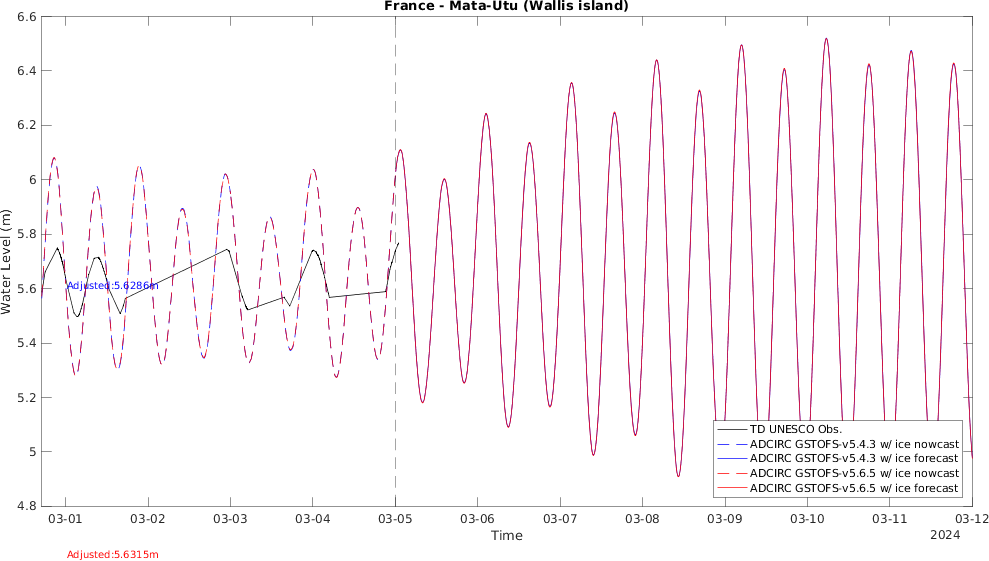 France - Mata-Utu (Wallis island)
6.6
6.4
6.2
6
5.8
5.6
5.4
5.2
5
4.8
Water Level (m)
Adjusted:5.6286m
TD UNESCO Obs.
ADCIRC GSTOFS-v5.4.3 w/ ice nowcast
ADCIRC GSTOFS-v5.4.3 w/ ice forecast
ADCIRC GSTOFS-v5.6.5 w/ ice nowcast
ADCIRC GSTOFS-v5.6.5 w/ ice forecast
03-01 03-02 03-03 03-04 03-05 03-06 03-07 03-08 03-09 03-10 03-11 03-12
Time
2024
Adjusted:5.6315m